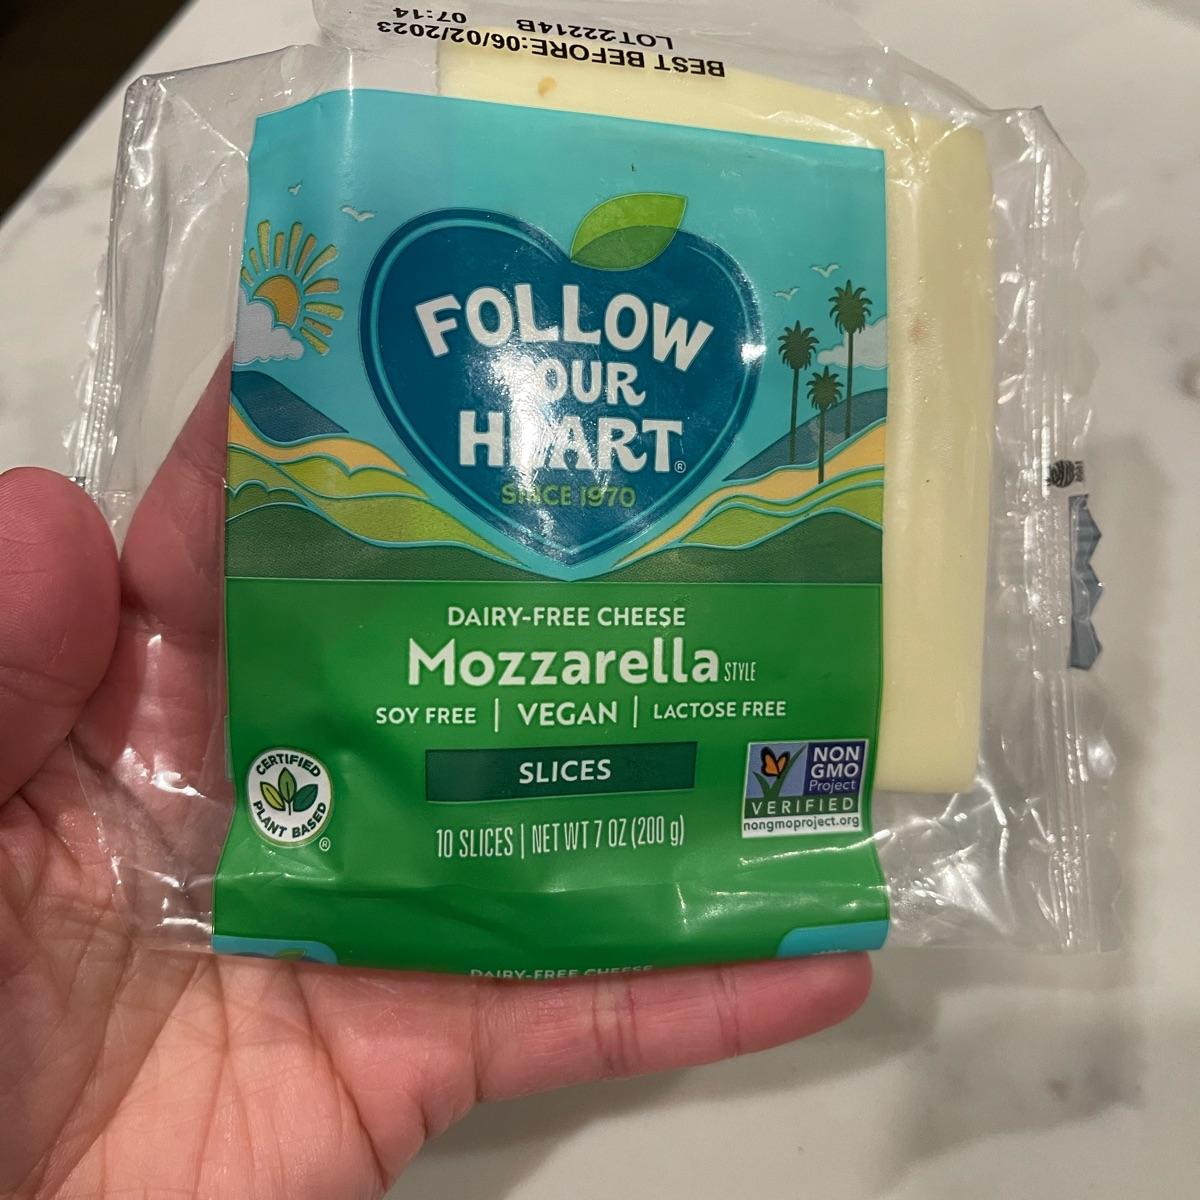 BEST BEFORE:06/02/2023
LOT22214B 07:14
FOLLOW
YOUR
HEART®
SINCE 1970
DAIRY-FREE CHEESE
Mozzarella STYLE
SOY FREE | VEGAN | LACTOSE FREE
SLICES
10 SLICES | NET WT 7 OZ (200 g)
CERTIFIED
PLANT BASED
®
NON
GMO
Project
VERIFIED
nongmoproject.org
DAIRY-FREE CHEESE